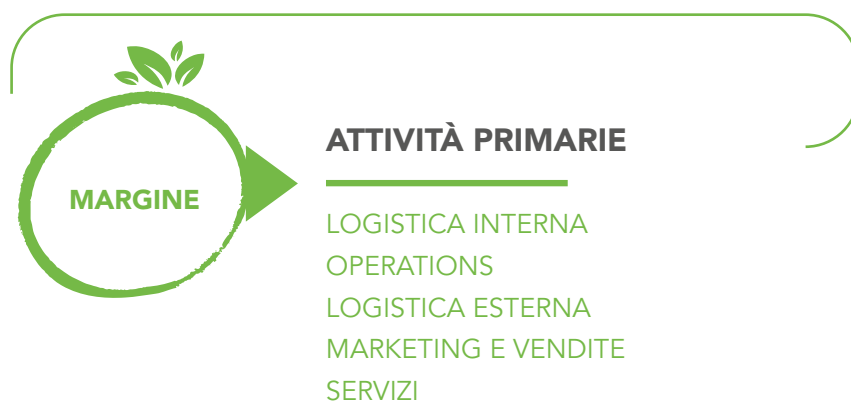 MARGINE
ATTIVITÀ PRIMARIE
LOGISTICA INTERNA
OPERATIONS
LOGISTICA ESTERNA
MARKETING E VENDITE
SERVIZI